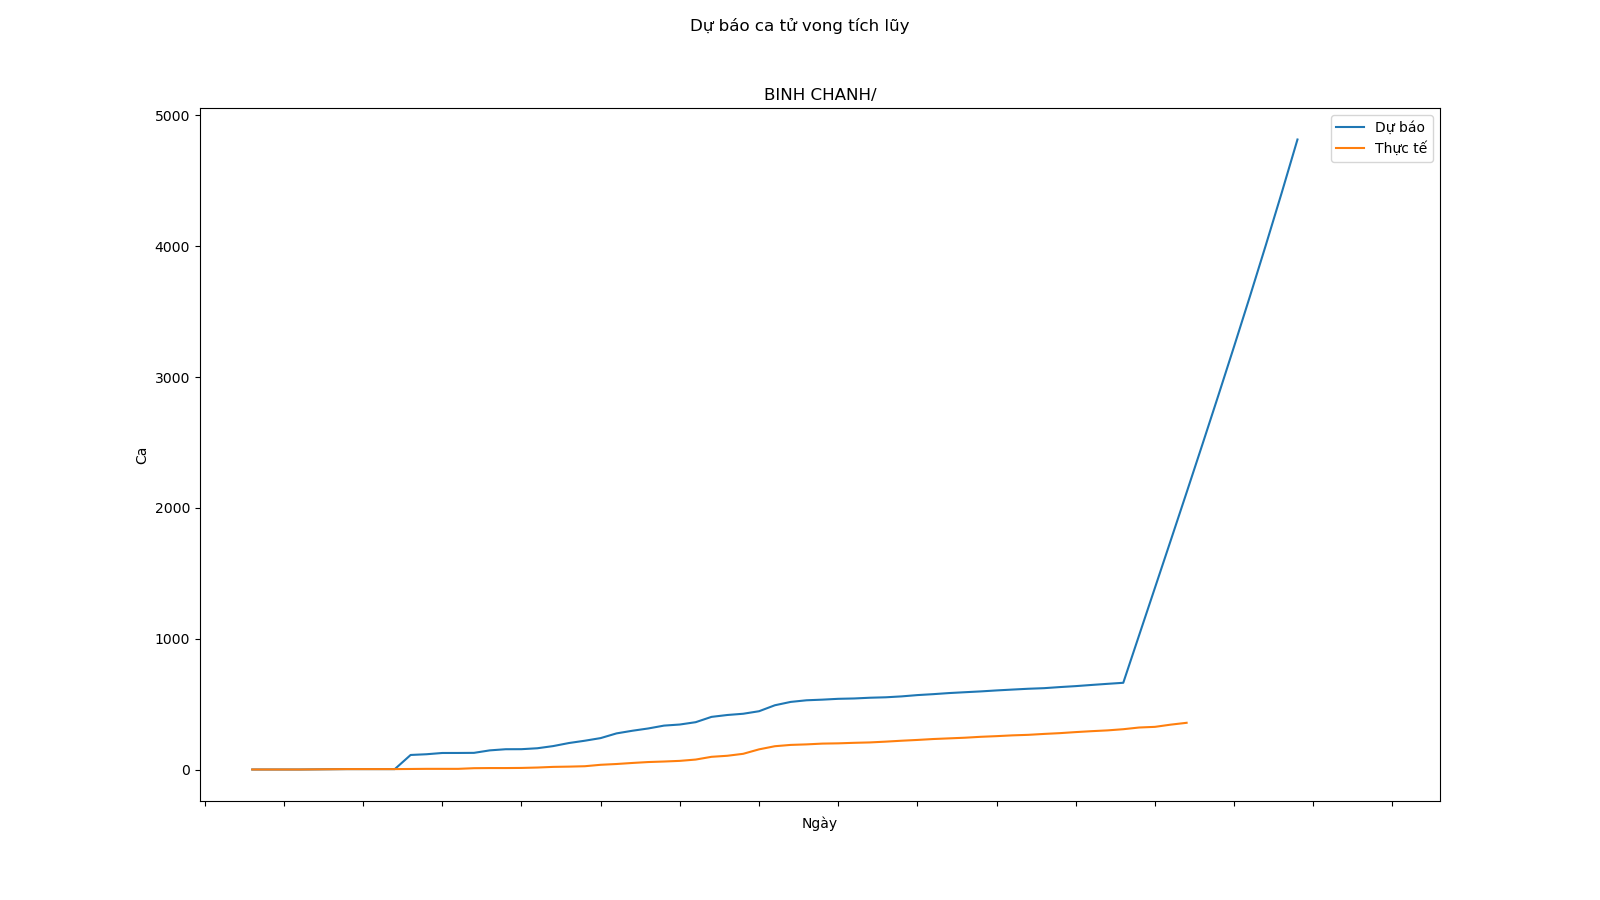 Dự báo ca tử vong tích lũy
BINH CHANH/
5000
4000
3000
2000
1000
0
Ca
Ngày
Dự báo
Thực tế